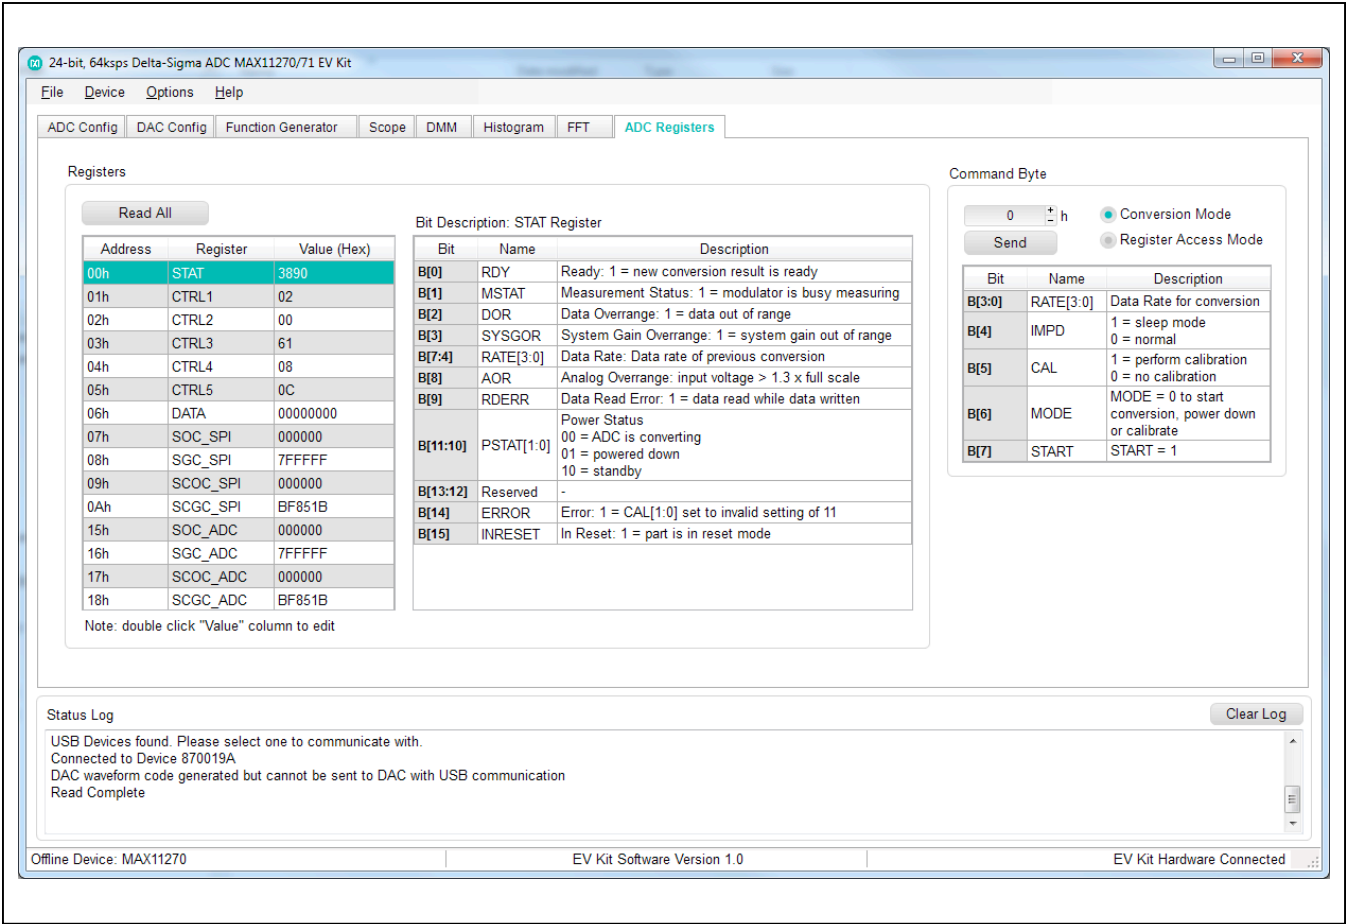 24-bit, 64ksps Delta-Sigma ADC MAX11270/71 EV Kit
File Device Options Help
ADC Config DAC Config Function Generator Scope DMM Histogram FFT ADC Registers
Registers
Read All
Address Register Value (Hex)
00h STAT 3890
01h CTRL1 02
02h CTRL2 00
03h CTRL3 61
04h CTRL4 08
05h CTRL5 0C
06h DATA 00000000
07h SOC_SPI 000000
08h SGC_SPI 7FFFFF
09h SCOC_SPI 000000
0Ah SCGC_SPI BF851B
15h SOC_ADC 000000
16h SGC_ADC 7FFFFF
17h SCOC_ADC 000000
18h SCGC_ADC BF851B
Note: double click "Value" column to edit
Bit Description: STAT Register
Bit Name Description
B[0] RDY Ready: 1 = new conversion result is ready
B[1] MSTAT Measurement Status: 1 = modulator is busy measuring
B[2] DOR Data Overrange: 1 = data out of range
B[3] SYSGOR System Gain Overrange: 1 = system gain out of range
B[7:4] RATE[3:0] Data Rate: Data rate of previous conversion
B[8] AOR Analog Overrange: input voltage > 1.3 x full scale
B[9] RDERR Data Read Error: 1 = data read while data written
B[11:10] PSTAT[1:0] Power Status
00 = ADC is converting
01 = powered down
10 = standby
B[13:12] Reserved -
B[14] ERROR Error: 1 = CAL[1:0] set to invalid setting of 11
B[15] INRESET In Reset: 1 = part is in reset mode
Command Byte
0 + - h Conversion Mode
Send Register Access Mode
Bit Name Description
B[3:0] RATE[3:0] Data Rate for conversion
B[4] IMPD 1 = sleep mode
0 = normal
B[5] CAL 1 = perform calibration
0 = no calibration
B[6] MODE MODE = 0 to start
conversion, power down
or calibrate
B[7] START START = 1
Status Log
Clear Log
USB Devices found. Please select one to communicate with.
Connected to Device 870019A
DAC waveform code generated but cannot be sent to DAC with USB communication
Read Complete
Offline Device: MAX11270 EV Kit Software Version 1.0 EV Kit Hardware Connected